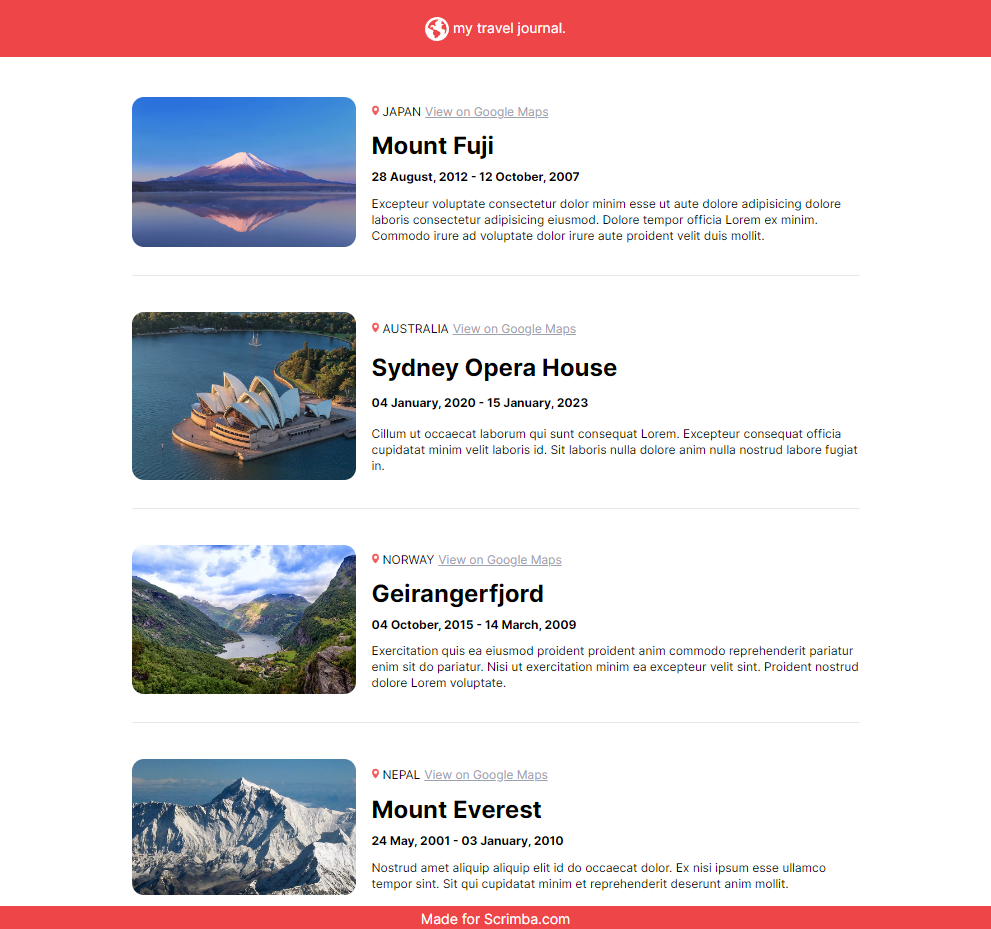 my travel journal.
JAPAN View on Google Maps
Mount Fuji
28 August, 2012 - 12 October, 2007
Excepteur voluptate consectetur dolor minim esse ut aute dolore adipisicing dolore
laboris consectetur adipisicing eiusmod. Dolore tempor officia Lorem ex minim.
Commodo irure ad voluptate dolor irure aute proident velit duis mollit.
AUSTRALIA View on Google Maps
Sydney Opera House
04 January, 2020 - 15 January, 2023
Cillum ut occaecat laborum qui sunt consequat Lorem. Excepteur consequat officia
cupidatat minim velit laboris id. Sit laboris nulla dolore anim nulla nostrud labore fugiat
in.
NORWAY View on Google Maps
Geirangerfjord
04 October, 2015 - 14 March, 2009
Exercitation quis ea eiusmod proident proident anim commodo reprehenderit pariatur
enim sit do pariatur. Nisi ut exercitation minim ea excepteur velit sint. Proident nostrud
dolore Lorem voluptate.
NEPAL View on Google Maps
Mount Everest
24 May, 2001 - 03 January, 2010
Nostrud amet aliquip aliquip elit id do occaecat dolor. Ex nisi ipsum esse ullamco
tempor sint. Sit qui cupidatat minim et reprehenderit deserunt anim mollit.
Made for Scrimba.com